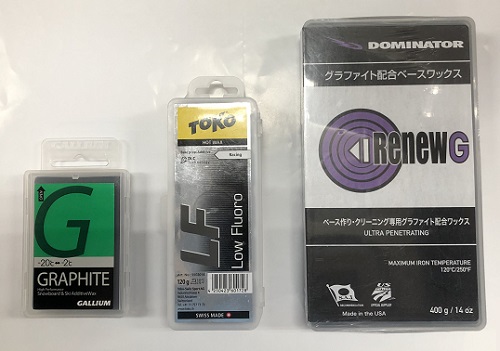 G
-20℃ ⇔ -2℃
GRAPHITE
Snowboard & Ski Additive Wax
GALLIUM
TOKO
HOT WAX
Racing
LF
Low Fluoro
120 g
SWISS MADE
DOMINATOR
グラファイト配合ベースワックス
Renew G
ベース作り・クリーニング専用グラファイト配合ワックス
ULTRA PENETRATING
MAXIMUM IRON TEMPERATURE
120°C/250°F
Made in the USA
400 g / 14 oz